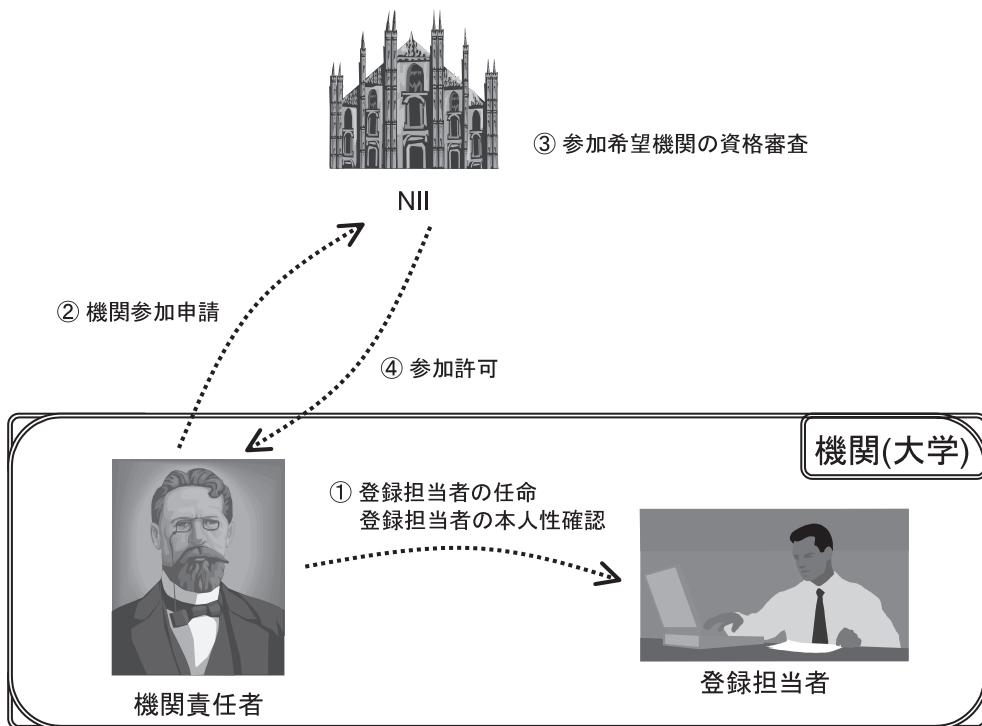 ③ 参加希望機関の資格審査
NII
② 機関参加申請
④ 参加許可
機関(大学)
① 登録担当者の任命
登録担当者の本人性確認
機関責任者
登録担当者